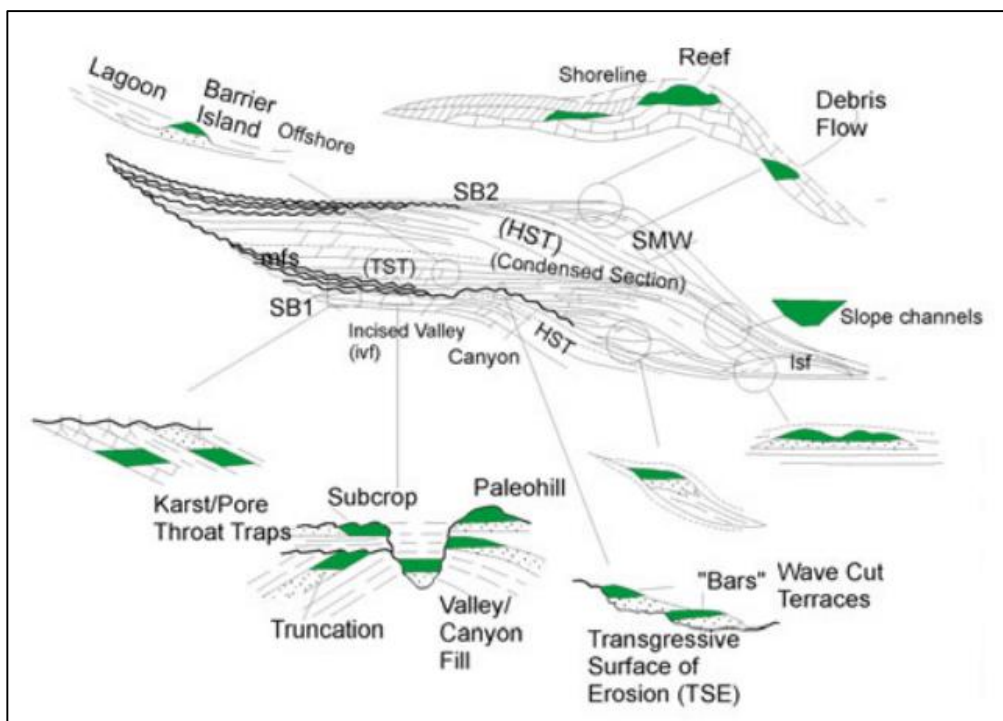 Lagoon
Barrier
Island
Offshore
Shoreline
Reef
Debris
Flow
SB2
(HST)
SMW
(Condensed Section)
mfs
(TST)
SB1
Incised Valley
(ivf)
Canyon
HST
Slope channels
lsf
Karst/Pore
Throat Traps
Subcrop
Paleohill
Truncation
Valley/
Canyon
Fill
"Bars"
Wave Cut
Terraces
Transgressive
Surface of
Erosion (TSE)